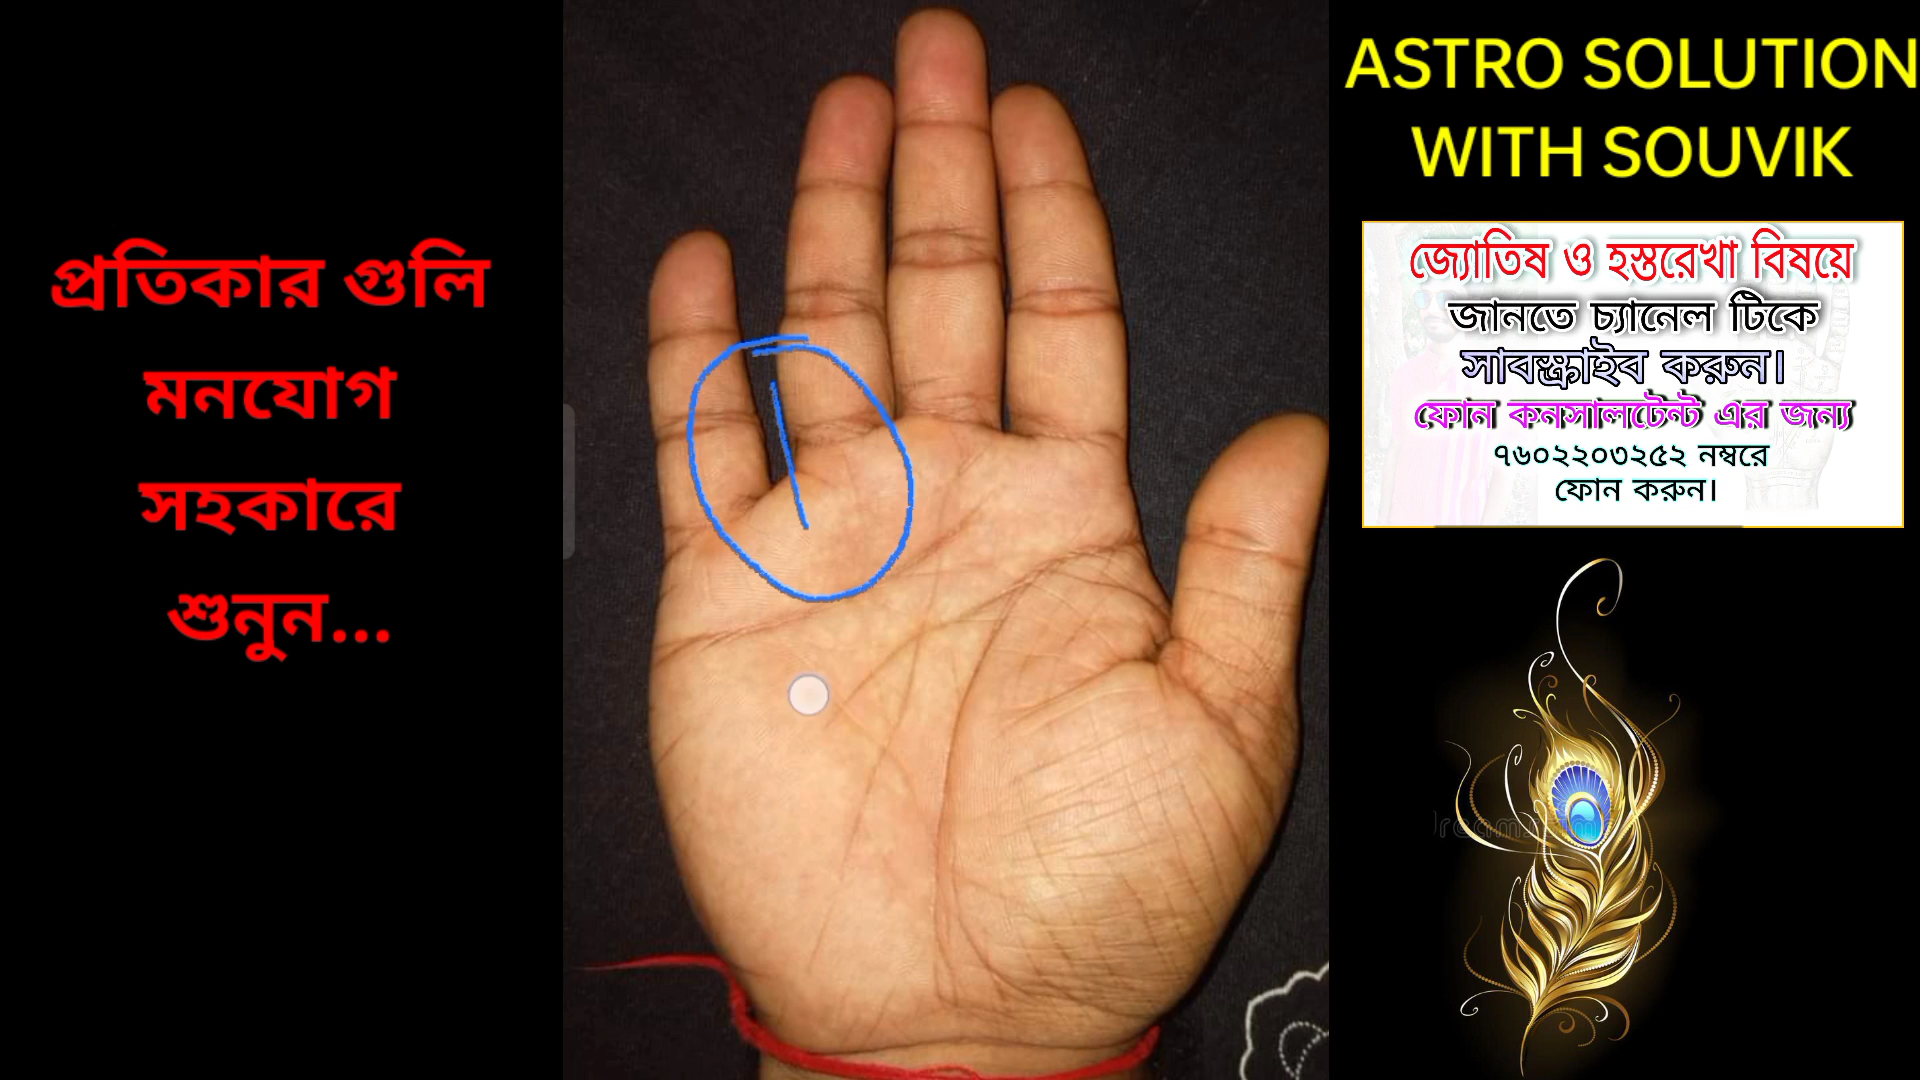 প্রতিকার গুলি
মনযোগ
সহকারে
শুনুন...
ASTRO SOLUTION
WITH SOUVIK
জ্যোতিষ ও হস্তরেখা বিষয়ে
জানতে চ্যানেল টিকে
সাবস্ক্রাইব করুন।
ফোন কনসালটেন্ট এর জন্য
৭৬০২২০৩২৫২ নম্বরে
ফোন করুন।